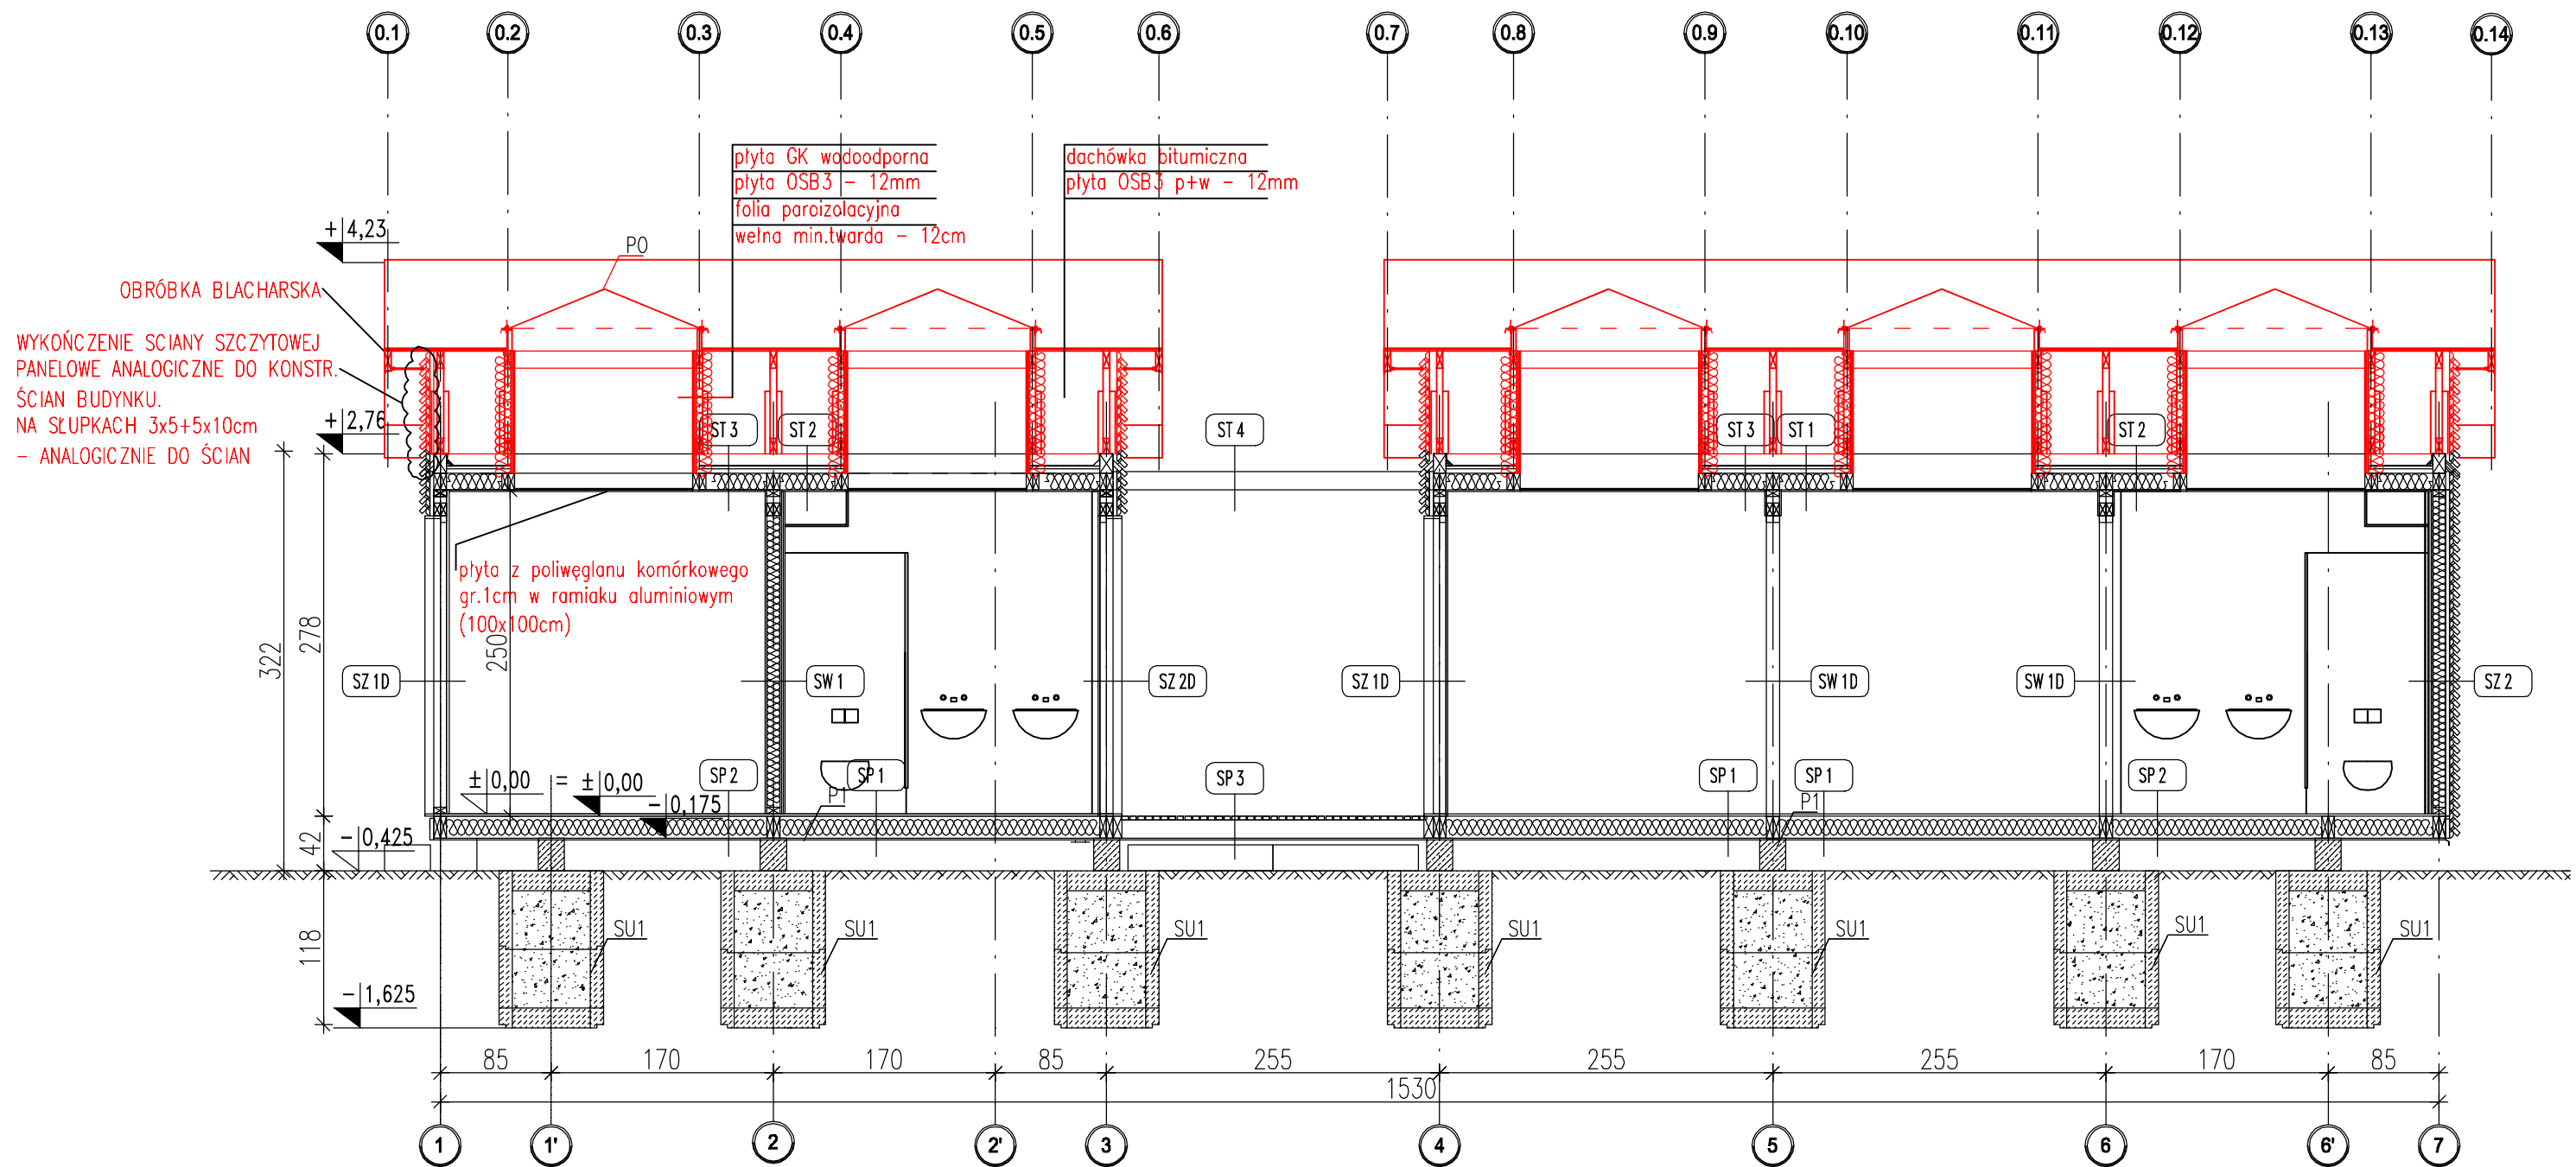 0.1 0.2 0.3 0.4 0.5 0.6 0.7 0.8 0.9 0.10 0.11 0.12 0.13 0.14
płyta GK wodoodporna
płyta OSB3 - 12mm
folia paroizolacyjna
wełna min.twarda - 12cm
dachówka bitumiczna
płyta OSB3 p+w - 12mm
+4,23
PO
OBRÓBKA BLACHARSKA
WYKOŃCZENIE SCIANY SZCZYTOWEJ
PANELOWE ANALOGICZNE DO KONSTR.
ŚCIAN BUDYNKU.
NA SŁUPKACH 3x5+5x10cm
- ANALOGICZNIE DO ŚCIAN
+2,76
ST 3 ST 2 ST 4 ST 3 ST 1 ST 2
płyta z poliwęglanu komórkowego
gr.1cm w ramiaku aluminiowym
(100x100cm)
322 278 250
SZ 1D SW 1 SZ 2D SZ 1D SW 1D SW 1D SZ 2
±0,00 = ±0,00
SP 2 SP 1 SP 3 SP 1 SP 1 SP 2
-0,175 P1 P1
42 -0,425
118 SU1 SU1 SU1 SU1 SU1 SU1 SU1
-1,625
85 170 170 85 255 255 255 170 85
1530
1 1' 2 2' 3 4 5 6 6' 7